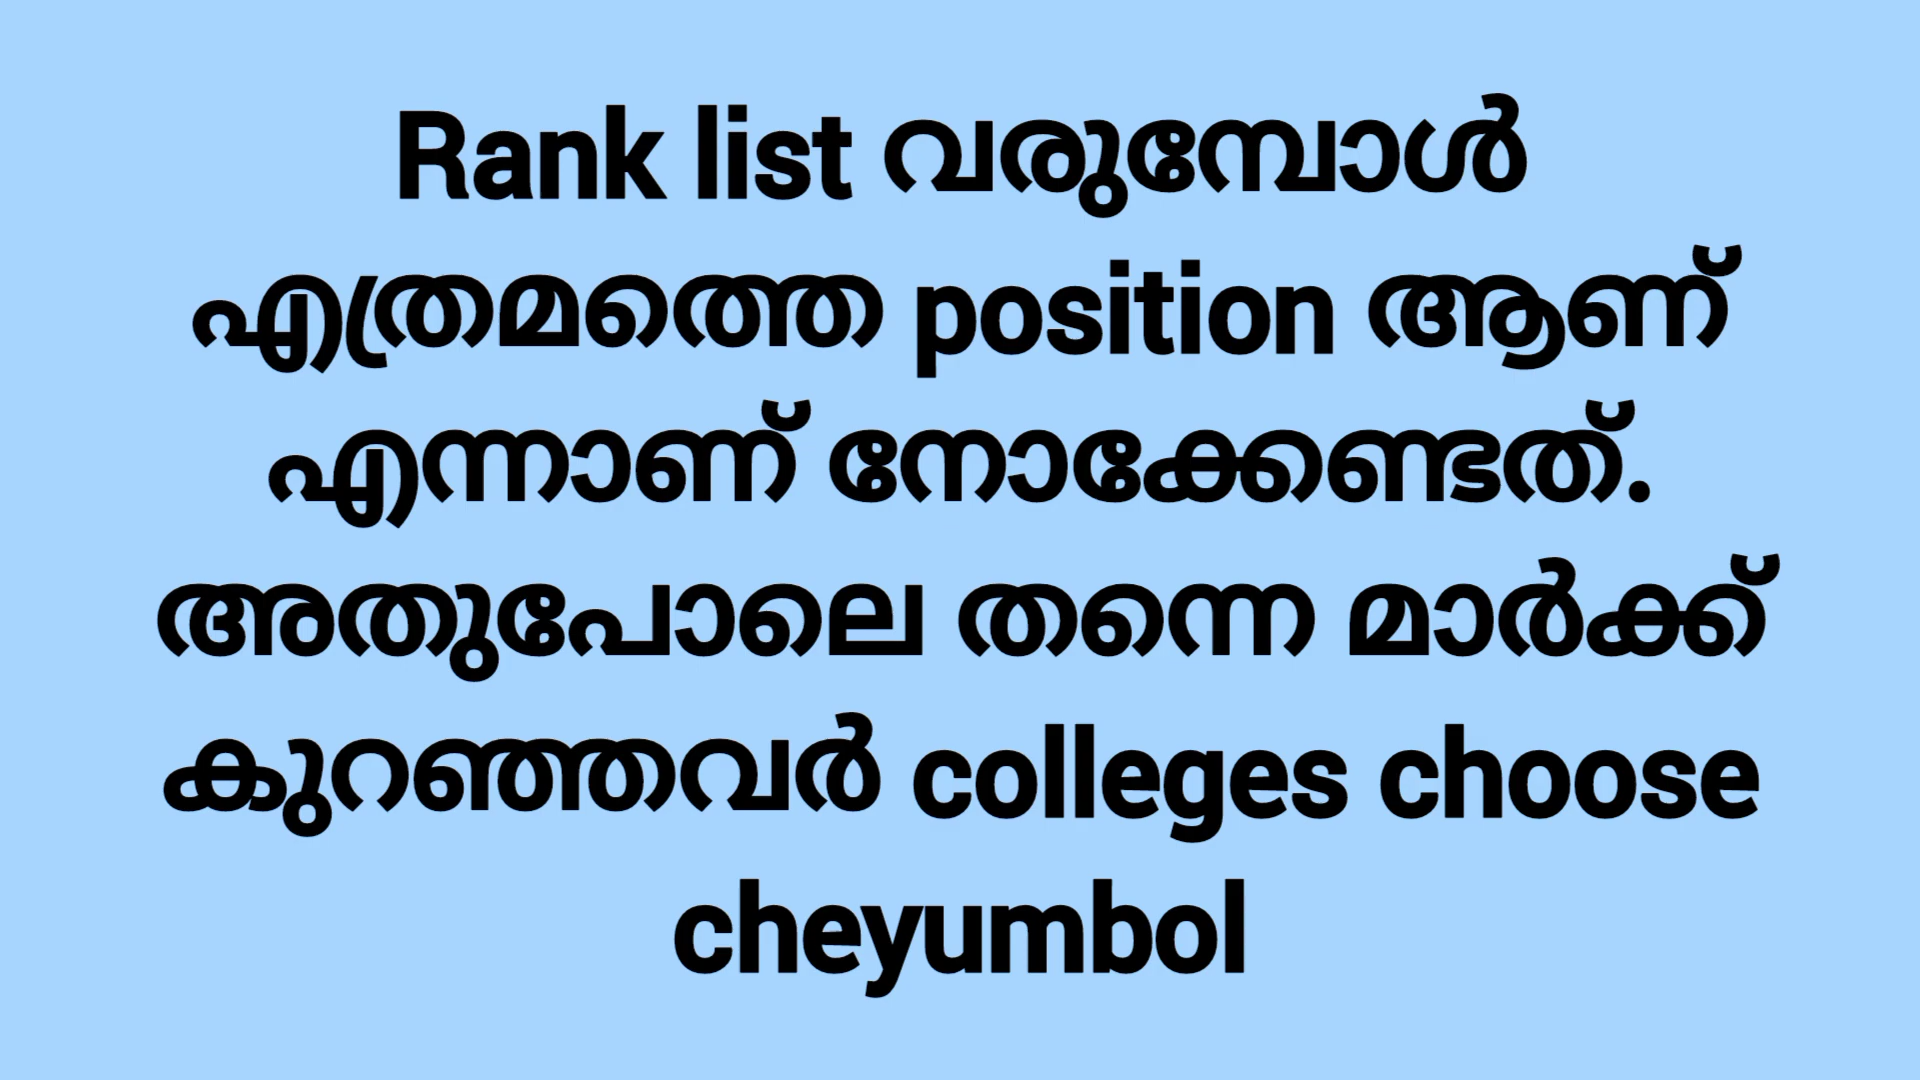 Rank list വരുമ്പോൾ
എത്രമത്തെ position ആണ്
എന്നാണ് നോക്കേണ്ടത്.
അതുപോലെ തന്നെ മാർക്ക്
കുറഞ്ഞവർ colleges choose
cheyumbol